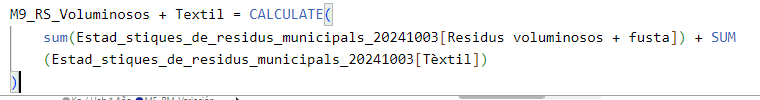 M9_RS_Voluminosos + Textil = CALCULATE(
sum(Estad_stiques_de_residus_municipals_20241003[Residus voluminosos + fusta]) + SUM
(Estad_stiques_de_residus_municipals_20241003[Tèxtil])
)